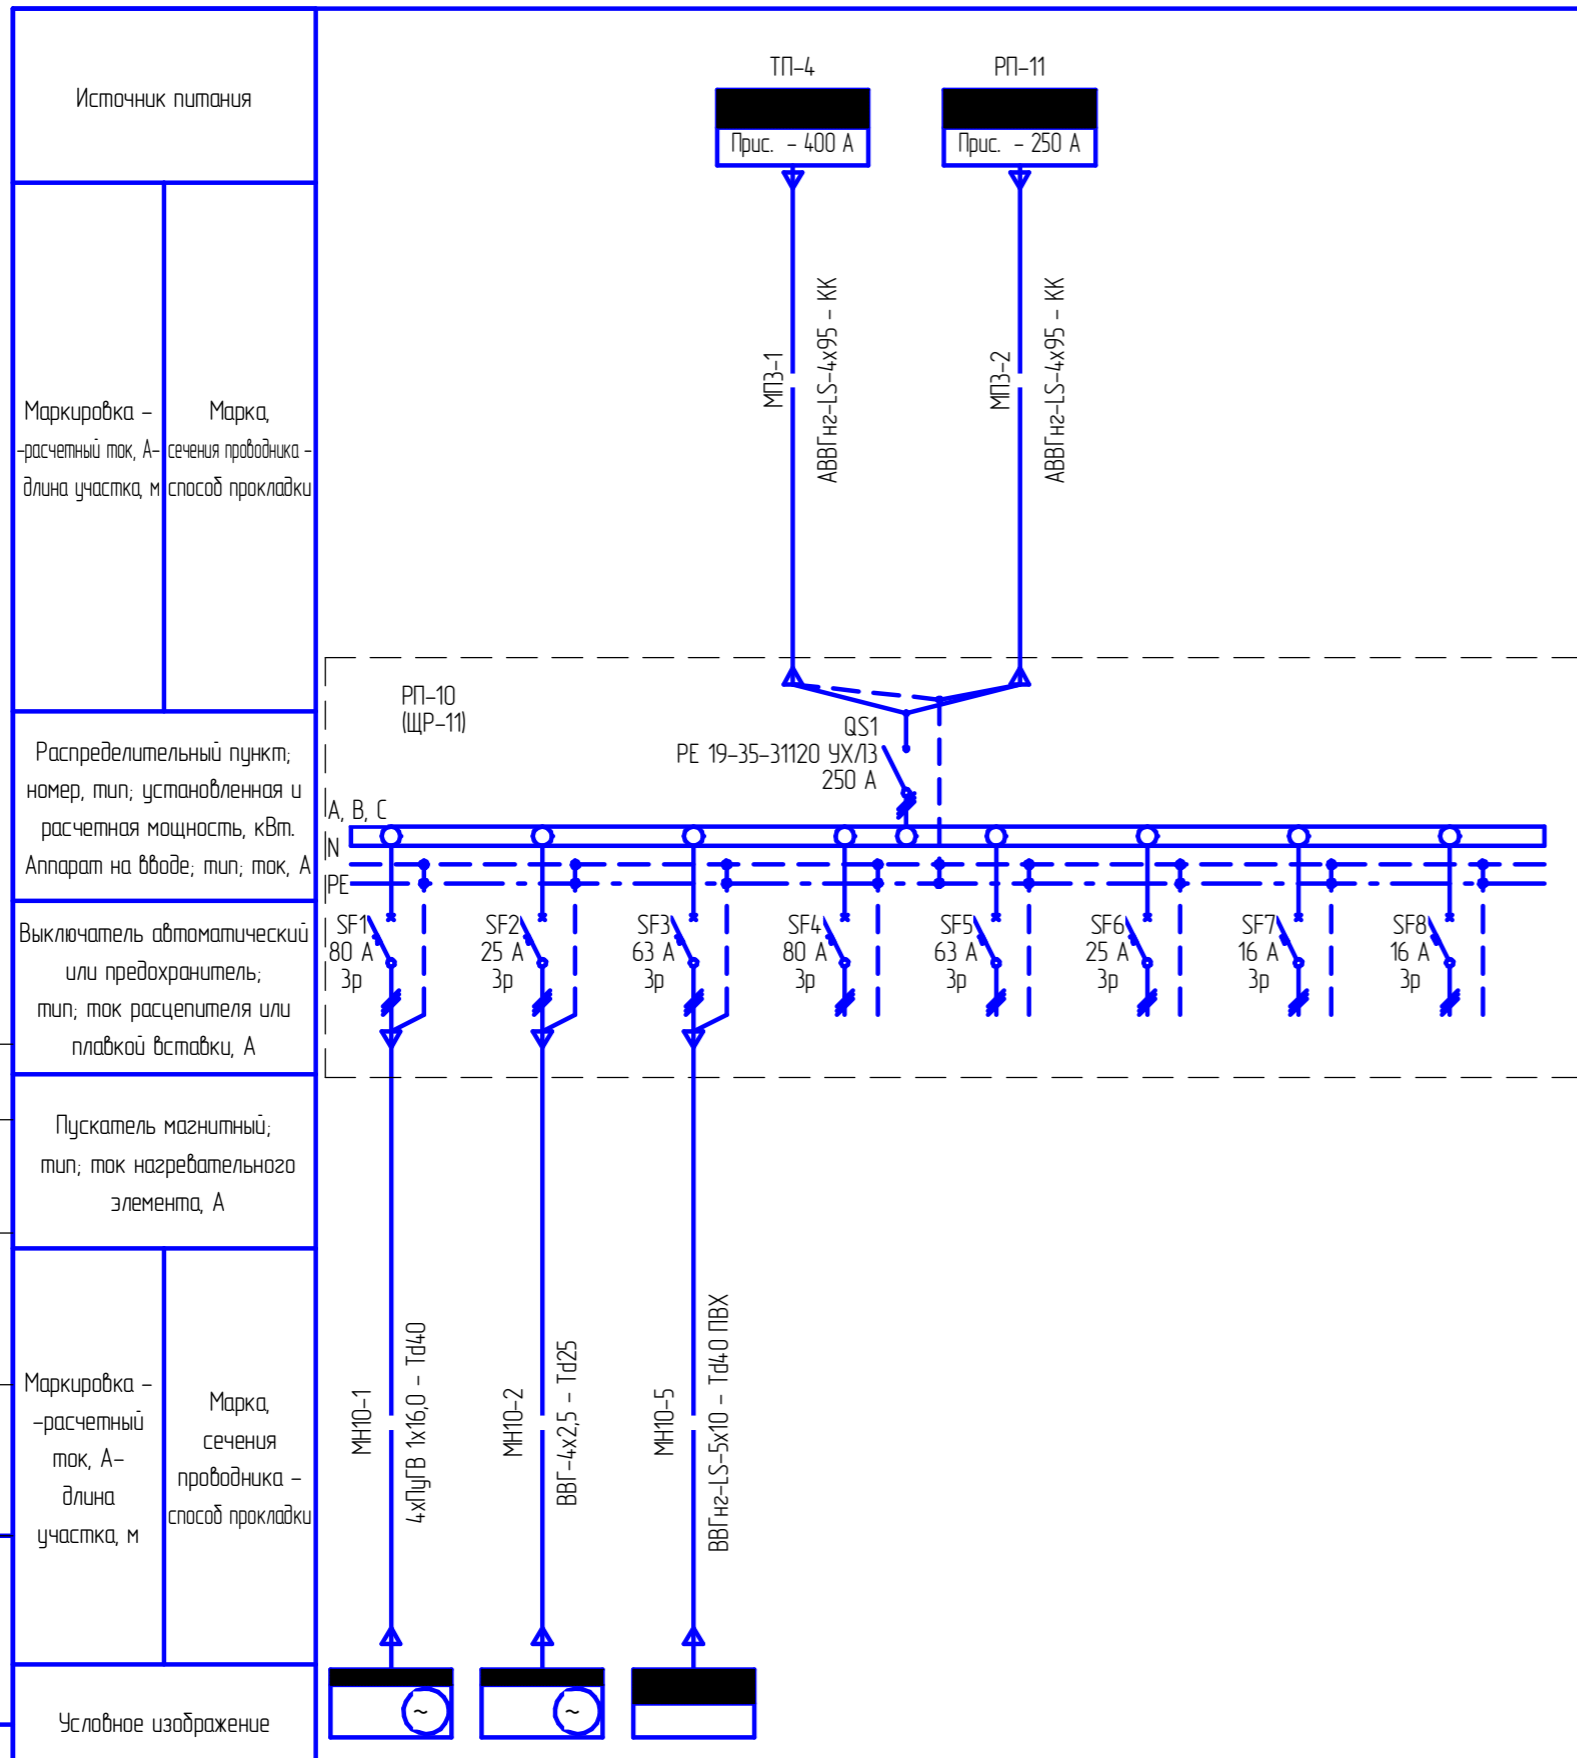 Источник питания
ТП-4
РП-11
Прис. - 400 А
Прис. - 250 А
Маркировка -
-расчетный ток, А-
длина участка, м
Марка,
сечения проводника -
способ прокладки
МПЗ-1
АВВГнг-LS-4х95 - КК
МПЗ-2
АВВГнг-LS-4х95 - КК
Распределительный пункт;
номер, тип; установленная и
расчетная мощность, кВт.
Аппарат на вводе; тип; ток, А
РП-10
(ЩР-11)
QS1
РЕ 19-35-31120 УХЛ3
250 А
A, B, C
N
PE
Выключатель автоматический
или предохранитель;
тип; ток расцепителя или
плавкой вставки, А
SF1
80 А
3р
SF2
25 А
3р
SF3
63 А
3р
SF4
80 А
3р
SF5
63 А
3р
SF6
25 А
3р
SF7
16 А
3р
SF8
16 А
3р
Пускатель магнитный;
тип; ток нагревательного
элемента, А
Маркировка -
-расчетный
ток, А-
длина
участка, м
Марка,
сечения
проводника -
способ прокладки
МН10-1
4хПуГВ 1х16,0 - Td40
МН10-2
ВВГ-4х2,5 - Td25
МН10-5
ВВГнг-LS-5х10 - Td40 ПВХ
Условное изображение
~
~